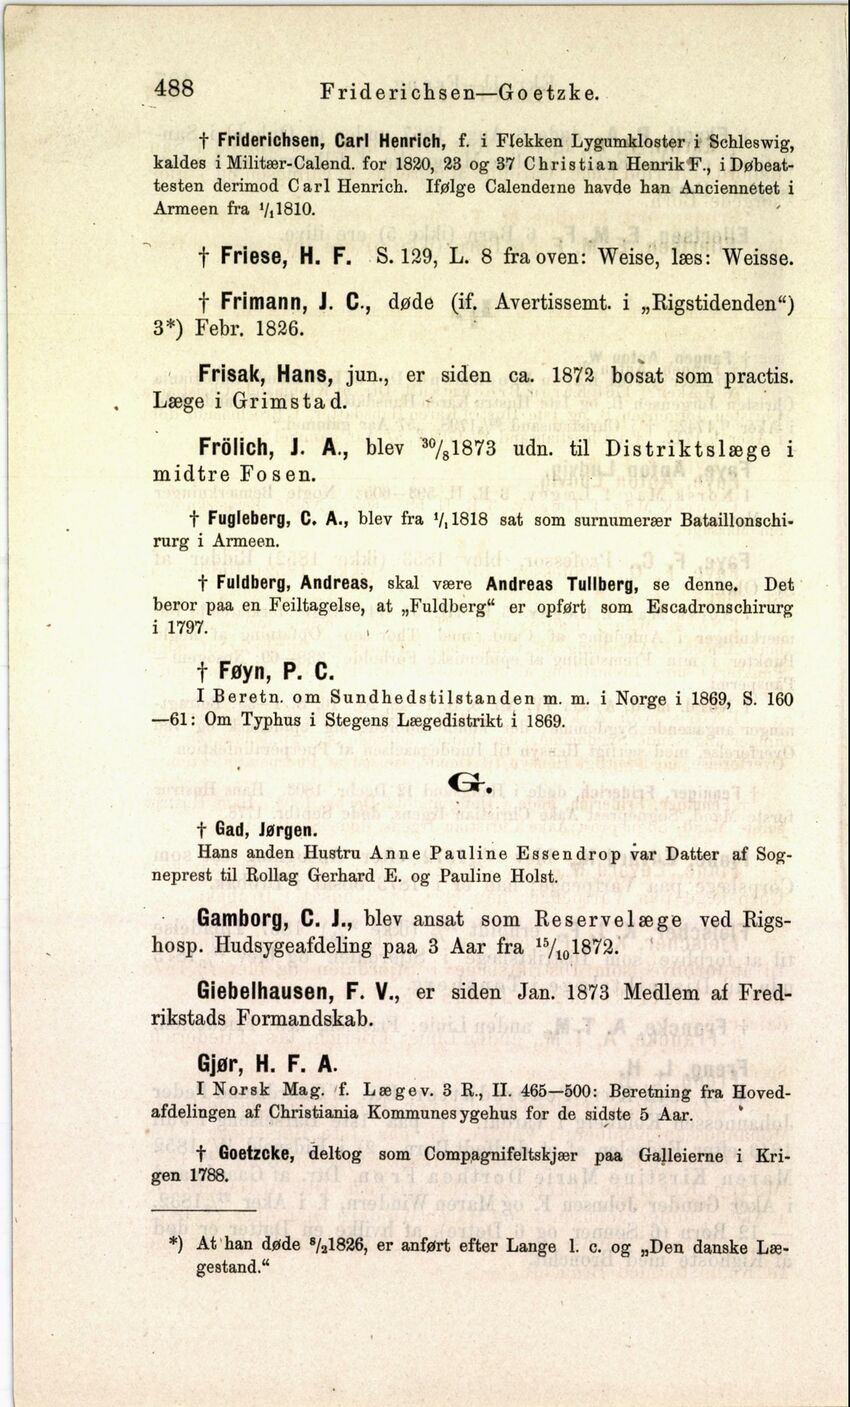 488 Friderichsen—Goetzke.
† Friderichsen, Carl Henrich, f. i Flekken Lygumkloster i Schleswig,
kaldes i Militær-Calend. for 1820, 23 og 37 Christian Henrik F., i Døbeat-
testen derimod Carl Henrich. Ifølge Calenderne havde han Anciennetet i
Armeen fra 1/1 1810.
† Friese, H. F. S. 129, L. 8 fra oven: Weise, læs: Weisse.
† Frimann, J. C., døde (if. Avertissemt. i „Rigstidenden“)
3*) Febr. 1826.
Frisak, Hans, jun., er siden ca. 1872 bosat som practis.
Læge i Grimstad.
Frölich, J. A., blev 30/8 1873 udn. til Distriktslæge i
midtre Fosen.
† Fugleberg, C. A., blev fra 1/1 1818 sat som surnumerær Bataillonschi-
rurg i Armeen.
† Fuldberg, Andreas, skal være Andreas Tullberg, se denne. Det
beror paa en Feiltagelse, at „Fuldberg“ er opført som Escadronschirurg
i 1797.
† Føyn, P. C.
I Beretn. om Sundhedstilstanden m. m. i Norge i 1869, S. 160
—61: Om Typhus i Stegens Lægedistrikt i 1869.
G.
† Gad, Jørgen.
Hans anden Hustru Anne Pauline Essendrop var Datter af Sog-
neprest til Rollag Gerhard E. og Pauline Holst.
Gamborg, C. J., blev ansat som Reservelæge ved Rigs-
hosp. Hudsygeafdeling paa 3 Aar fra 15/10 1872.
Giebelhausen, F. V., er siden Jan. 1873 Medlem af Fred-
rikstads Formandskab.
Gjør, H. F. A.
I Norsk Mag. f. Lægev. 3 R., II. 465—500: Beretning fra Hoved-
afdelingen af Christiania Kommunesygehus for de sidste 5 Aar.
† Goetzcke, deltog som Compagnifeltskjær paa Galleierne i Kri-
gen 1788.
*) At han døde 8/2 1826, er anført efter Lange l. c. og „Den danske Læ-
gestand.“